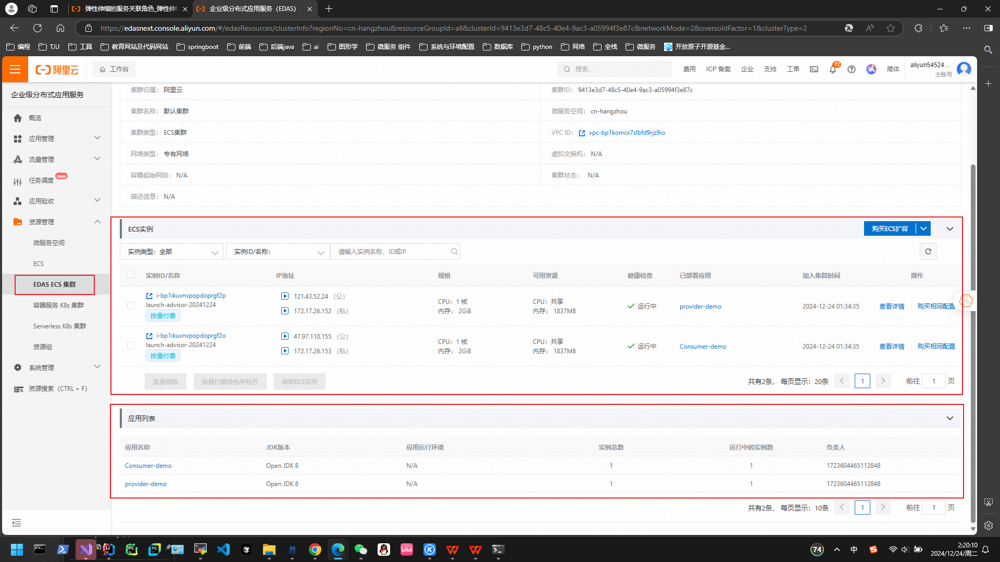 弹性伸缩的服务关联角色_弹性伸
企业级分布式应用服务（EDAS）
https://edasnext.console.aliyun.com/#/edasResources/clusterInfo?regionNo=cn-hangzhou&resourceGroupId=all&clusterId=9413e3d7-48c5-40e4-9ac3-a05994f3e87c&networkMode=2&oversoldFactor=1&clusterType=2
编程 TJU 工具 教育网站及代码网站 springboot 前端 后端java ai 图形学 微服务 组件 系统与环境配置 数据库 python 网络 全栈 微服务 开放原子开源基金...
阿里云 工作台 搜索... 费用 ICP 备案 企业 支持 工单 72 简体 aliyun54524...
主账号
企业级分布式应用服务
概览
应用管理
流量管理
任务调度 new
应用验收
资源管理
微服务空间
ECS
EDAS ECS 集群
容器服务 K8s 集群
Serverless K8s 集群
资源组
系统管理
资源搜索（CTRL + F）
集群归属： 阿里云 集群ID： 9413e3d7-48c5-40e4-9ac3-a05994f3e87c
集群名称： 默认集群 微服务空间： cn-hangzhou
集群类型： ECS集群 VPC ID： vpc-bp1komcx7slbfd9rjz9io
网络类型： 专有网络 虚拟交换机： N/A
容器起始网段： N/A 集群状态： N/A
描述信息： N/A
ECS实例 购买ECS扩容
实例类型：全部 实例ID/名称： 请输入实例名称、ID或IP
实例ID/名称 IP地址 规格 可用资源 健康检查 已部署应用 加入集群时间 操作
i-bp1ikuvnvpopdoprgf2p
launch-advisor-20241224
按量付费
121.43.52.24 （公）
172.17.26.152 （私）
CPU：1 核
内存： 2GiB
CPU：共享
内存： 1837MB
运行中 provider-demo 2024-12-24 01:34:35 查看详情 购买相同配置
i-bp1ikuvnvpopdoprgf2o
launch-advisor-20241224
按量付费
47.97.110.155 （公）
172.17.26.153 （私）
CPU：1 核
内存： 2GiB
CPU：共享
内存： 1837MB
运行中 Consumer-demo 2024-12-24 01:34:35 查看详情 购买相同配置
批量移除 按量付费转包年包月 转移ECS实例 共有2条， 每页显示：20条 1 前往 1 页
应用列表
应用名称 JDK版本 应用运行环境 实例总数 运行中的实例数 负责人
Consumer-demo Open JDK 8 N/A 1 1 1723604465112848
provider-demo Open JDK 8 N/A 1 1 1723604465112848
共有2条， 每页显示：10条 1 前往 1 页
74 中 2:20:10
2024/12/24/周二